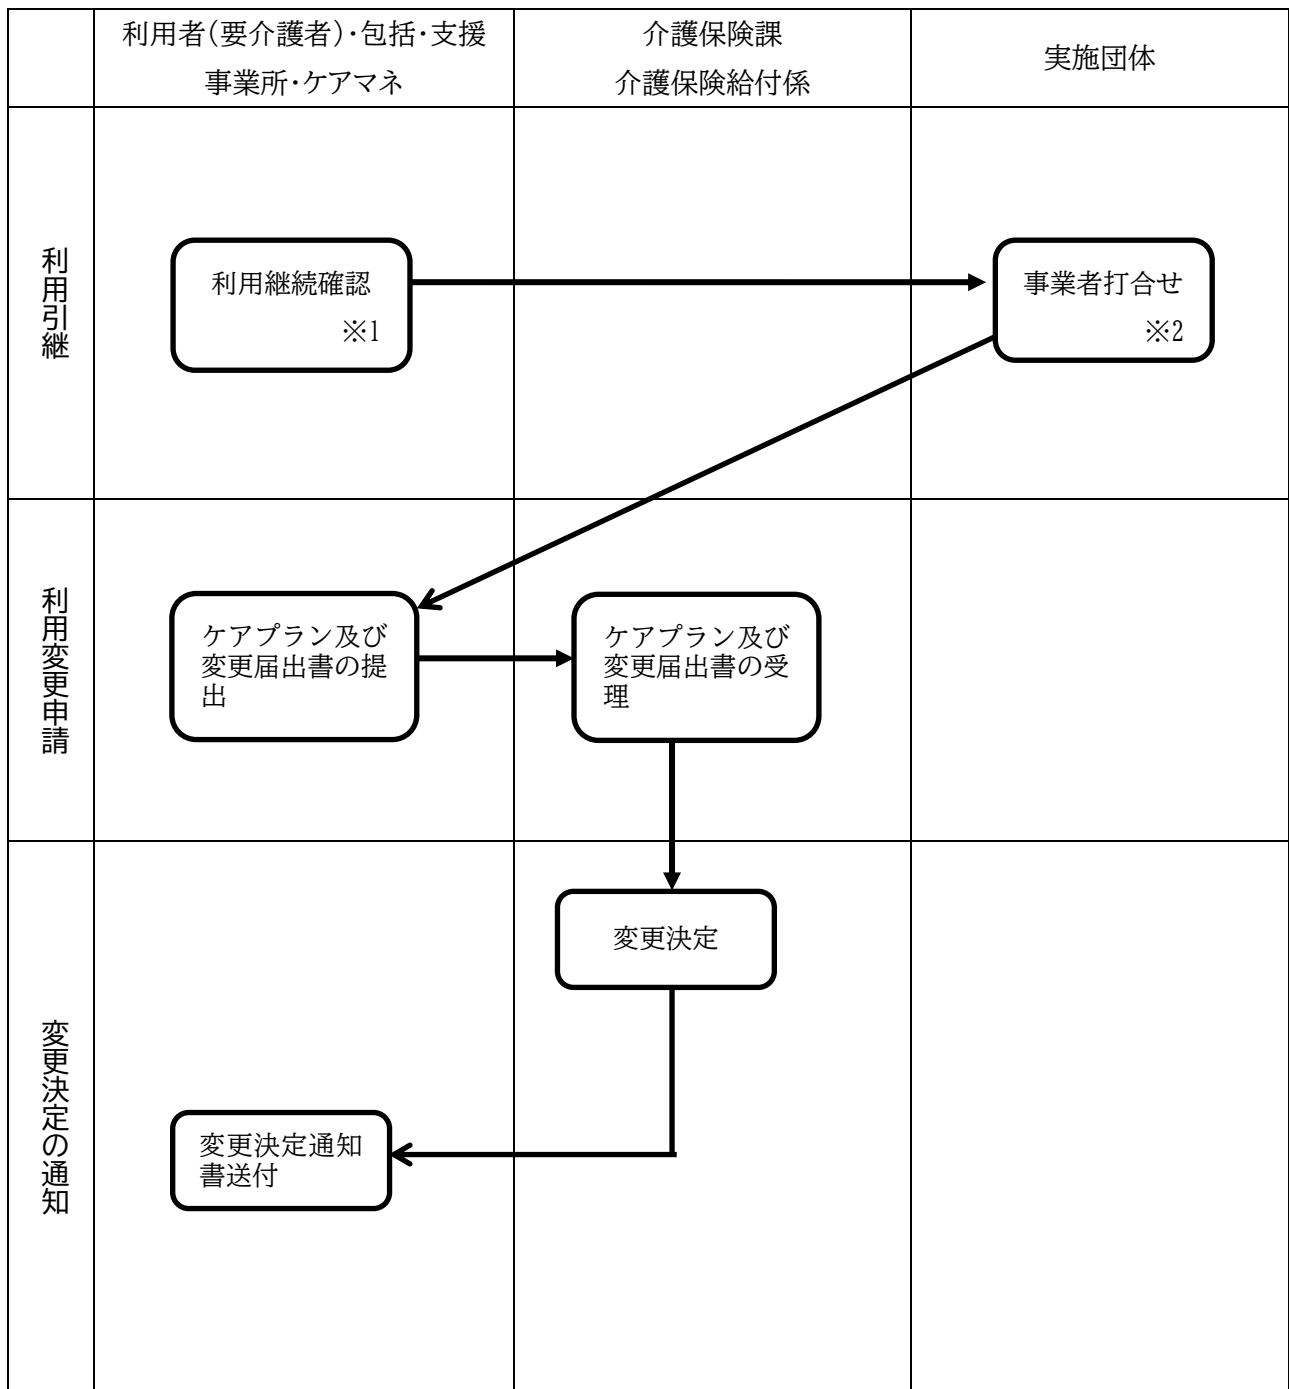 利用者(要介護者)・包括・支援
事業所・ケアマネ
介護保険課
介護保険給付係
実施団体
利用引継
利用継続確認
※1
事業者打合せ
※2
利用変更申請
ケアプラン及び
変更届出書の提
出
ケアプラン及び
変更届出書の受
理
変更決定の通知
変更決定
変更決定通知
書送付